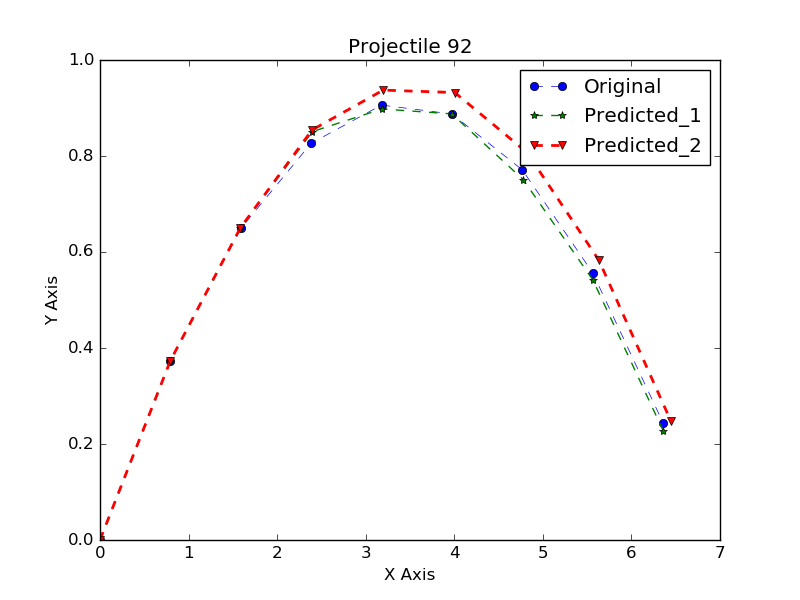 Projectile 92
Original
Predicted_1
Predicted_2
1.0
0.8
0.6
0.4
0.2
0.0
Y Axis
0 1 2 3 4 5 6 7
X Axis